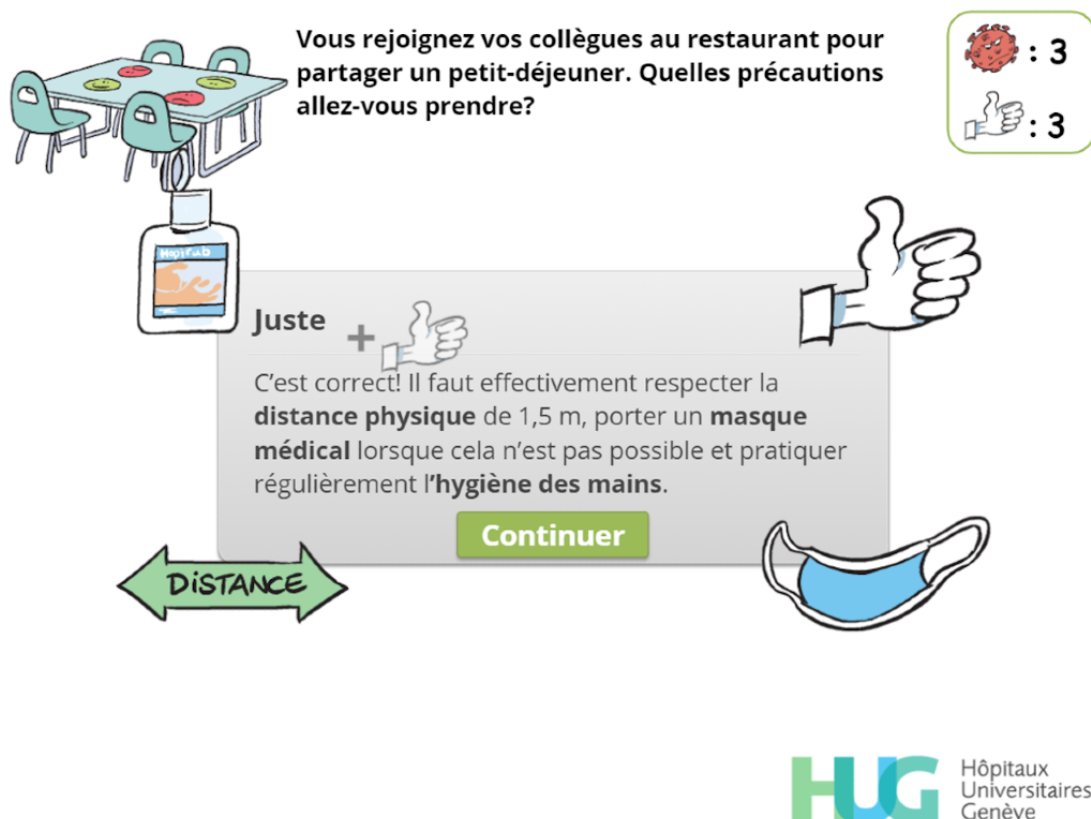 Vous rejoignez vos collègues au restaurant pour
partager un petit-déjeuner. Quelles précautions
allez-vous prendre?
: 3
: 3
Hopirub
Juste +
C'est correct! Il faut effectivement respecter la
distance physique de 1,5 m, porter un masque
médical lorsque cela n'est pas possible et pratiquer
régulièrement l'hygiène des mains.
Continuer
DiSTANCE
HUG
Hôpitaux
Universitaires
Genève